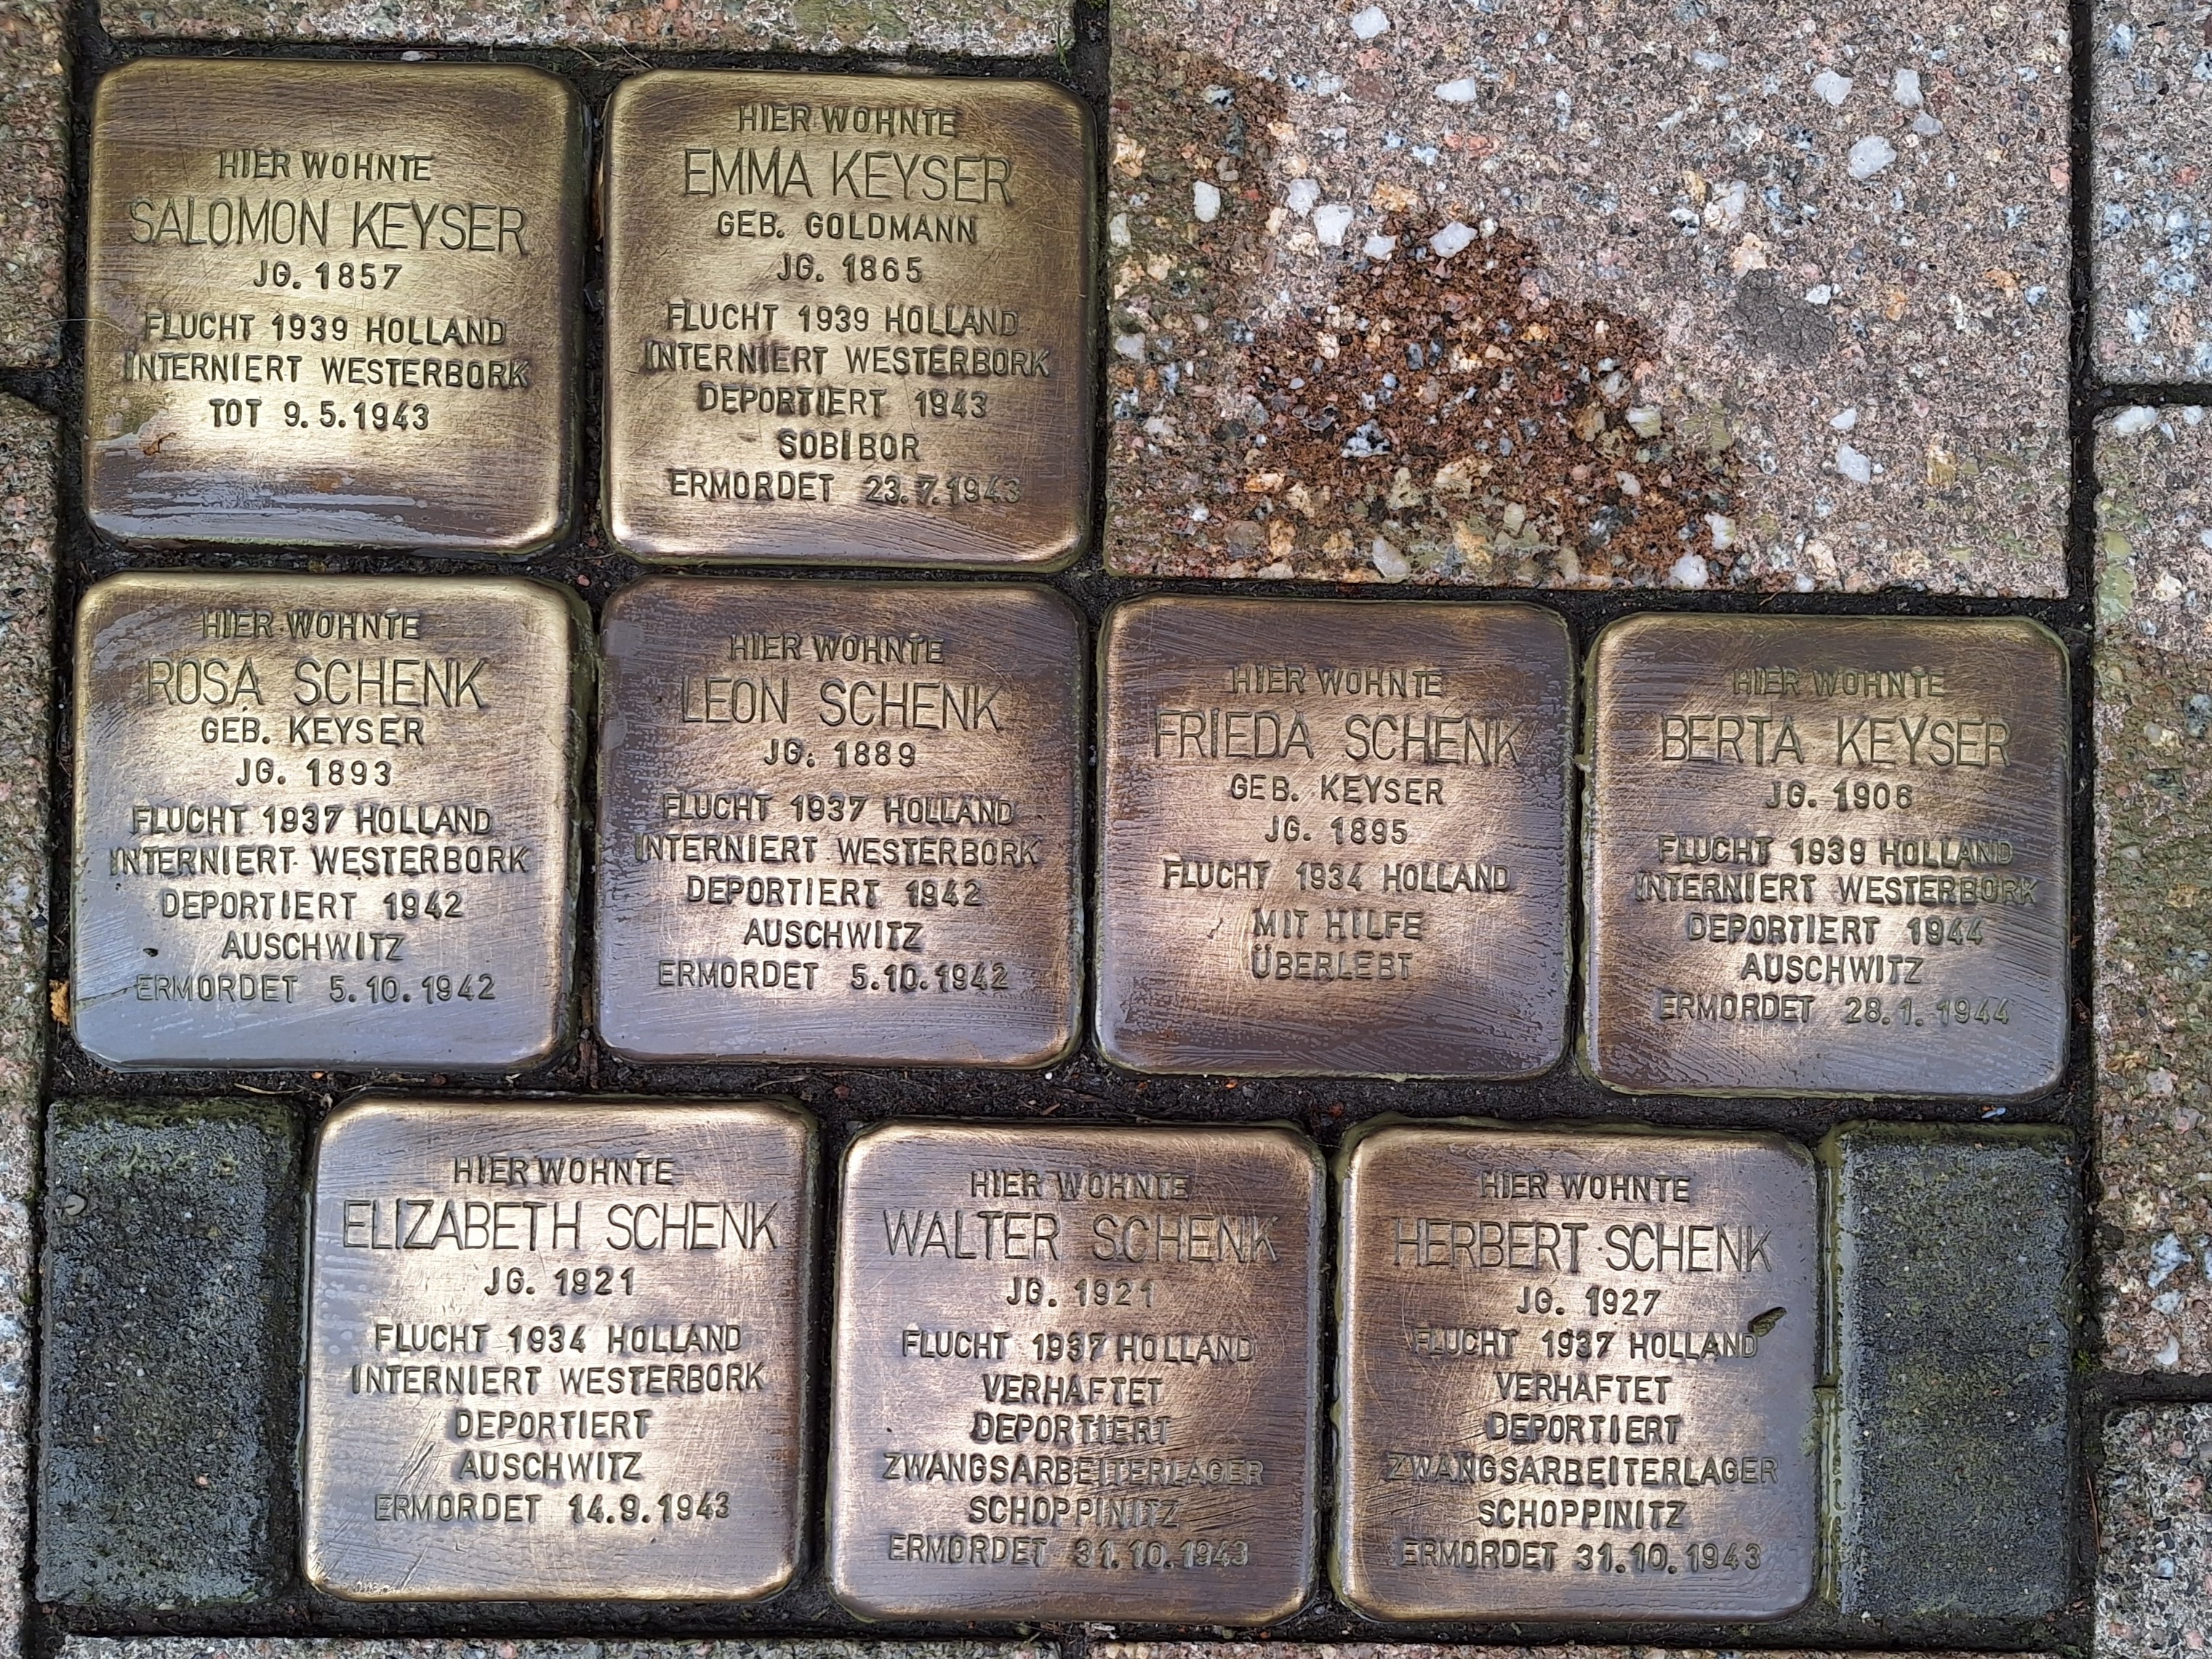 HIER WOHNTE
SALOMON KEYSER
JG. 1857
FLUCHT 1939 HOLLAND
INTERNIERT WESTERBORK
TOT 9.5.1943
HIER WOHNTE
EMMA KEYSER
GEB. GOLDMANN
JG. 1865
FLUCHT 1939 HOLLAND
INTERNIERT WESTERBORK
DEPORTIERT 1943
SOBIBOR
ERMORDET 23.7.1943
HIER WOHNTE
ROSA SCHENK
GEB. KEYSER
JG. 1893
FLUCHT 1937 HOLLAND
INTERNIERT WESTERBORK
DEPORTIERT 1942
AUSCHWITZ
ERMORDET 5.10.1942
HIER WOHNTE
LEON SCHENK
JG. 1889
FLUCHT 1937 HOLLAND
INTERNIERT WESTERBORK
DEPORTIERT 1942
AUSCHWITZ
ERMORDET 5.10.1942
HIER WOHNTE
FRIEDA SCHENK
GEB. KEYSER
JG. 1895
FLUCHT 1934 HOLLAND
MIT HILFE
ÜBERLEBT
HIER WOHNTE
BERTA KEYSER
JG. 1906
FLUCHT 1939 HOLLAND
INTERNIERT WESTERBORK
DEPORTIERT 1944
AUSCHWITZ
ERMORDET 28.1.1944
HIER WOHNTE
ELIZABETH SCHENK
JG. 1921
FLUCHT 1934 HOLLAND
INTERNIERT WESTERBORK
DEPORTIERT
AUSCHWITZ
ERMORDET 14.9.1943
HIER WOHNTE
WALTER SCHENK
JG. 1921
FLUCHT 1937 HOLLAND
VERHAFTET
DEPORTIERT
ZWANGSARBEITERLAGER
SCHOPPINITZ
ERMORDET 31.10.1943
HIER WOHNTE
HERBERT SCHENK
JG. 1927
FLUCHT 1937 HOLLAND
VERHAFTET
DEPORTIERT
ZWANGSARBEITERLAGER
SCHOPPINITZ
ERMORDET 31.10.1943